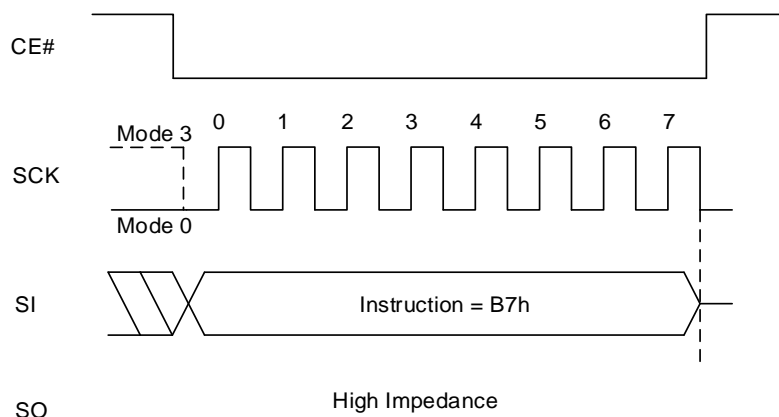 CE#
0 1 2 3 4 5 6 7
Mode 3
SCK
Mode 0
SI
Instruction = B7h
High Impedance
SO